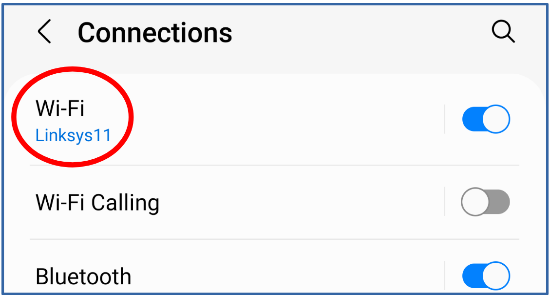 Connections
Wi-Fi
Linksys11
Wi-Fi Calling
Bluetooth